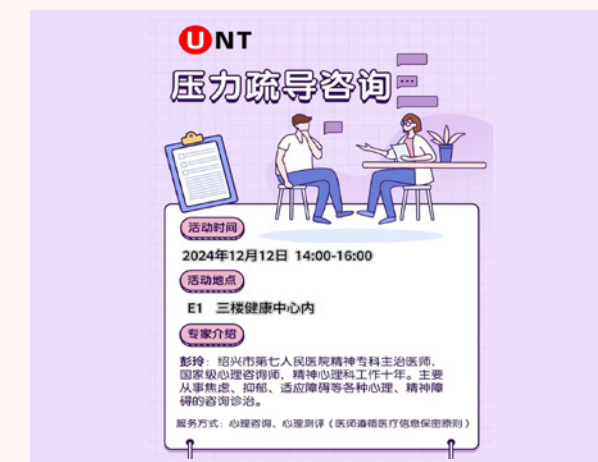 UNT
压力疏导咨询
活动时间
2024年12月12日 14:00-16:00
活动地点
E1 三楼健康中心内
专家介绍
彭玲：绍兴市第七人民医院精神专科主治医师，
国家级心理咨询师，精神心理科工作十年。主要
从事焦虑、抑郁、适应障碍等各种心理、精神障
碍的咨询诊治。
服务方式：心理咨询、心理测评（医师遵循医疗信息保密原则）